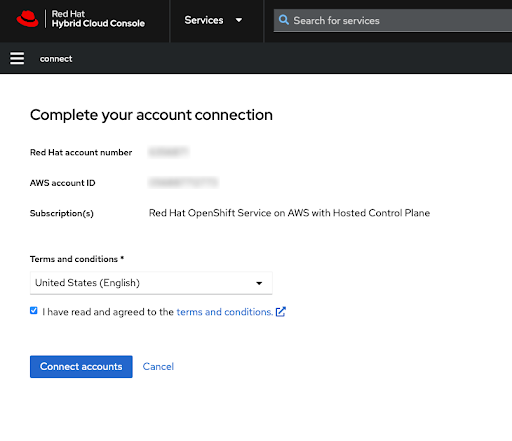 Red Hat
Hybrid Cloud Console
Services
Search for services
connect
Complete your account connection
Red Hat account number
AWS account ID
Subscription(s) Red Hat OpenShift Service on AWS with Hosted Control Plane
Terms and conditions *
United States (English)
I have read and agreed to the terms and conditions.
Connect accounts Cancel